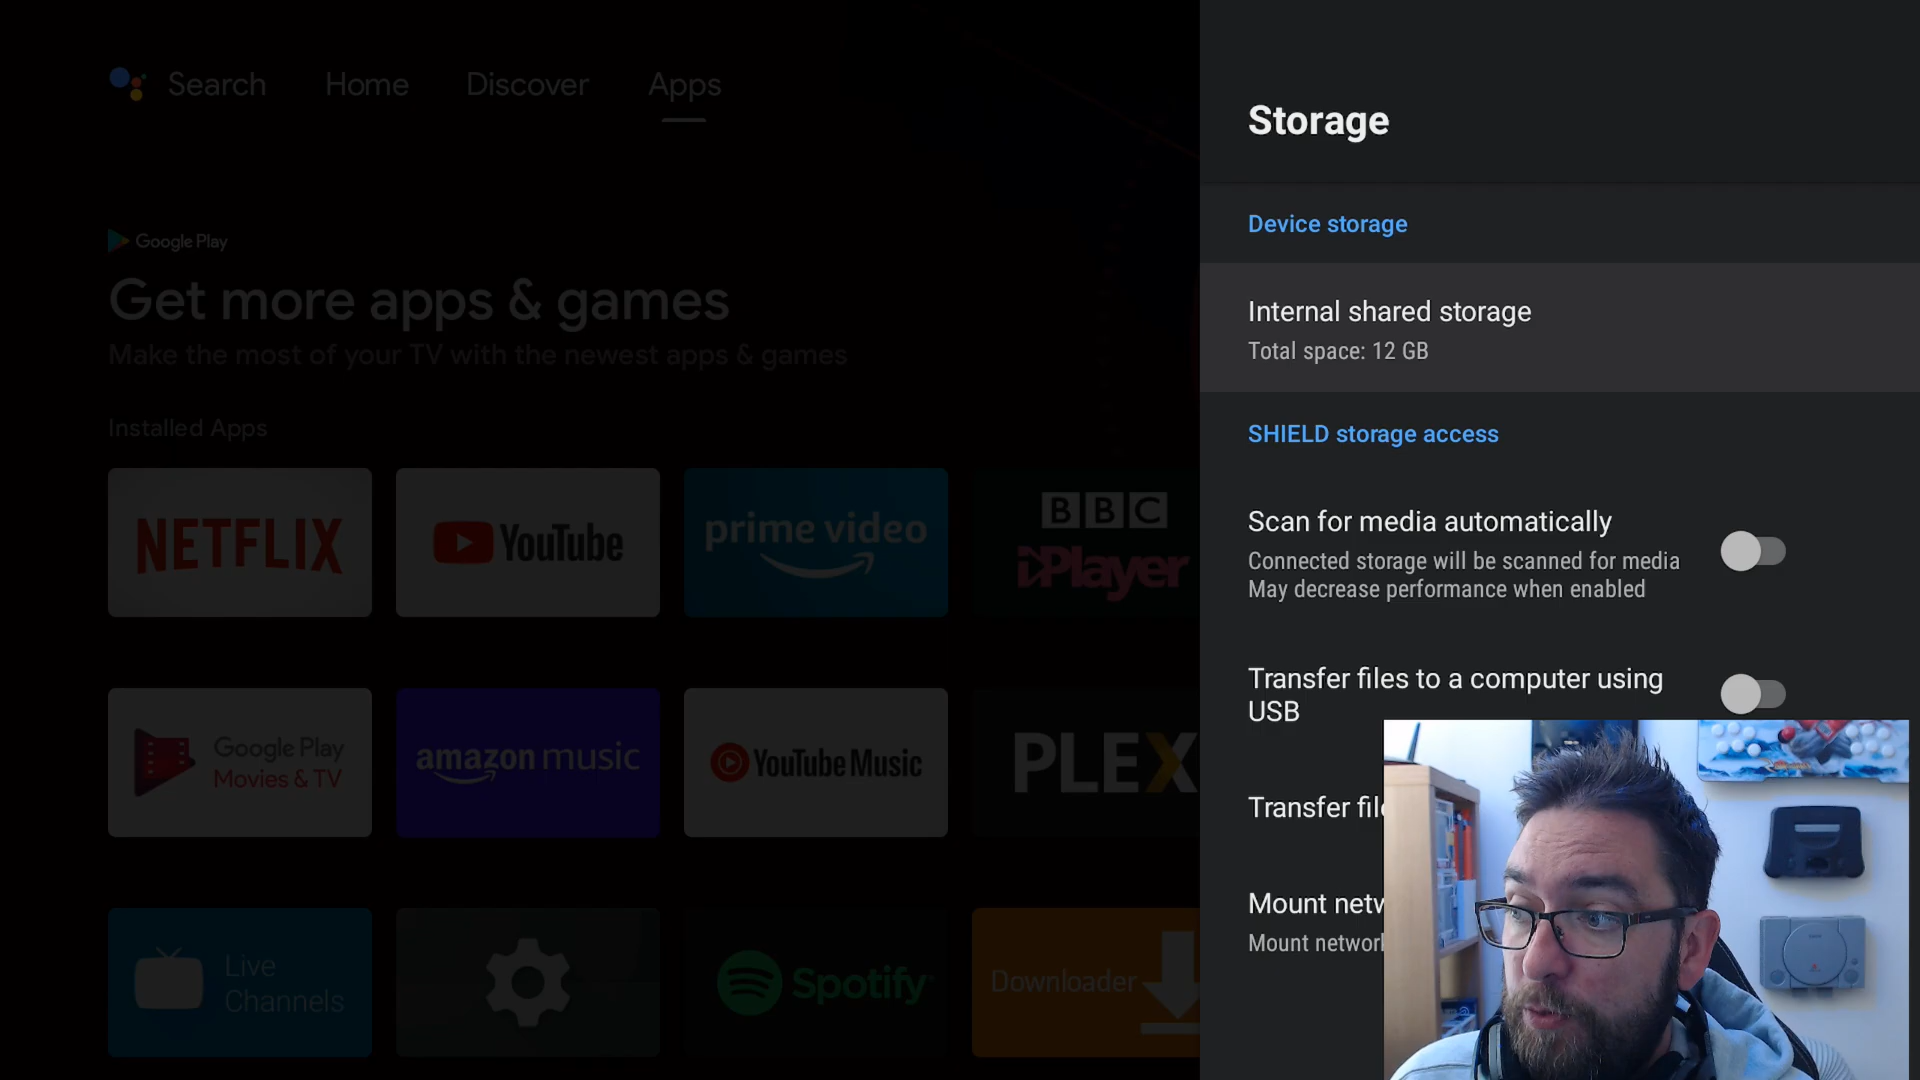 Search
Home
Discover
Apps
Google Play
Get more apps & games
Make the most of your TV with the newest apps & games
Installed Apps
NETFLIX
YouTube
prime video
BBC
iPlayer
Google Play
Movies & TV
amazon music
YouTube Music
PLEX
Live
Channels
Spotify
Downloader
Storage
Device storage
Internal shared storage
Total space: 12 GB
SHIELD storage access
Scan for media automatically
Connected storage will be scanned for media
May decrease performance when enabled
Transfer files to a computer using
USB
Transfer
Mount
Mount